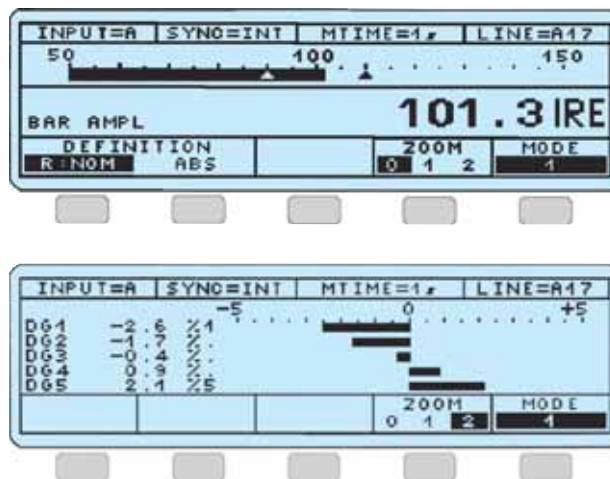 INPUT=A SYNC=INT MTIME=1s LINE=A17
50 100 150
BAR AMPL 101.3 IRE
DEFINITION ZOOM MODE
R:NOM ABS 0 1 2 1
INPUT=A SYNC=INT MTIME=1s LINE=A17
-5 0 +5
DG1 -2.6 %1
DG2 -1.7 %.
DG3 -0.4 %.
DG4 0.9 %.
DG5 2.1 %5
ZOOM MODE
0 1 2 1